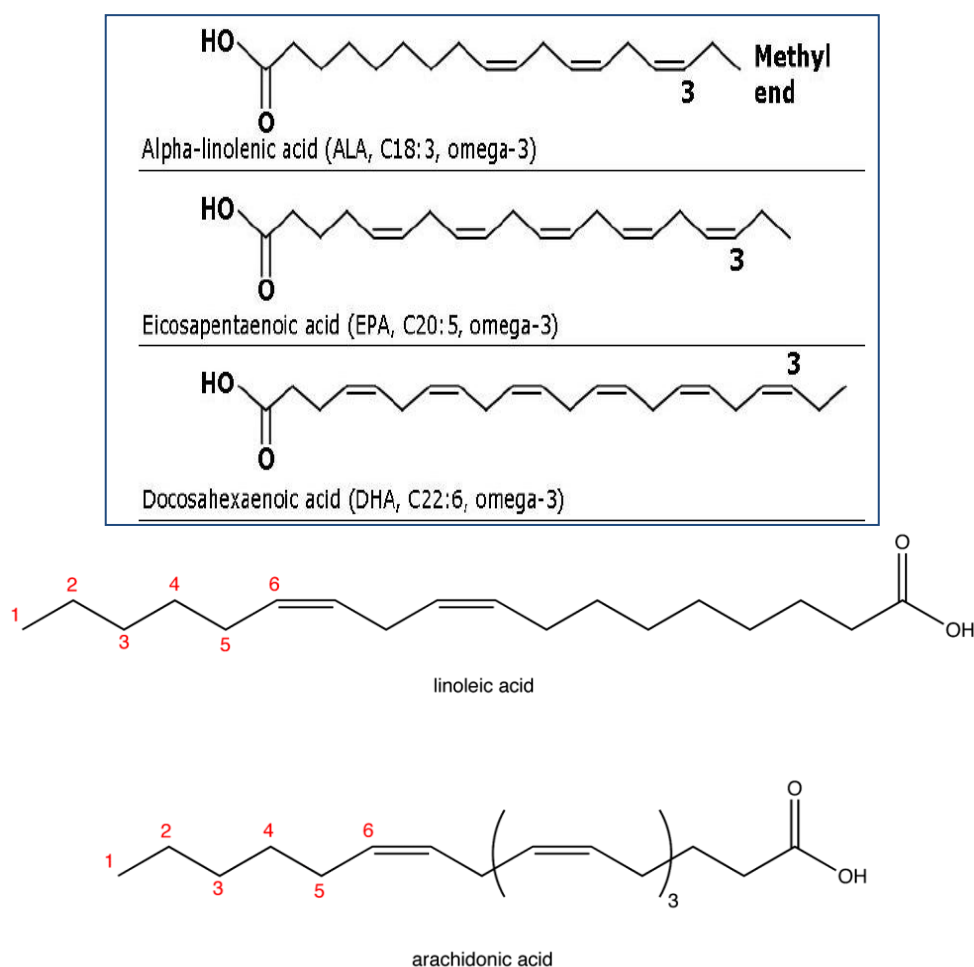 HO
O
3
Methyl
end
Alpha-linolenic acid (ALA, C18:3, omega-3)
HO
O
3
Eicosapentaenoic acid (EPA, C20:5, omega-3)
3
HO
O
Docosahexaenoic acid (DHA, C22:6, omega-3)
O
OH
1
2
3
4
5
6
linoleic acid
O
OH
1
2
3
4
5
6
3
arachidonic acid